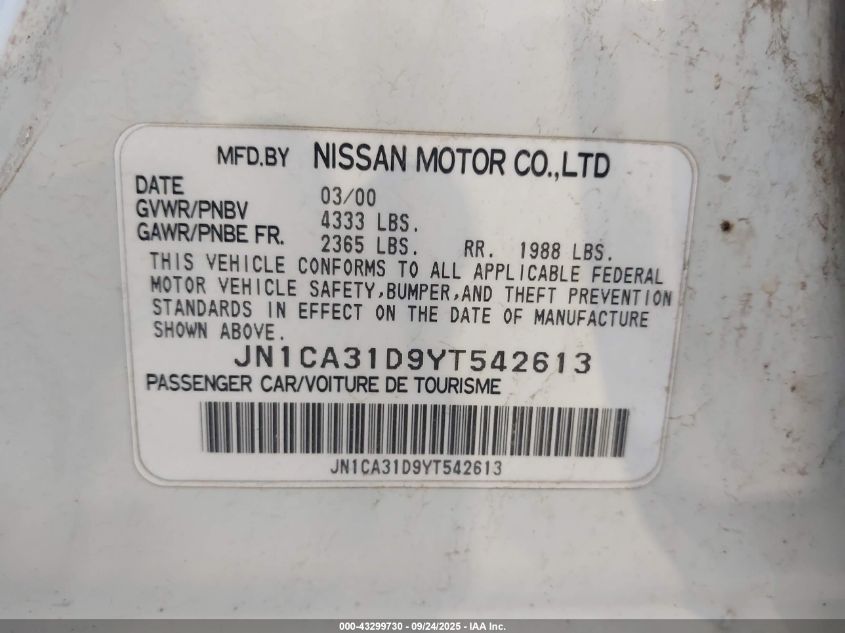 MFD.BY NISSAN MOTOR CO.,LTD
DATE 03/00
GVWR/PNBV 4333 LBS.
GAWR/PNBE FR. 2365 LBS. RR. 1988 LBS.
THIS VEHICLE CONFORMS TO ALL APPLICABLE FEDERAL
MOTOR VEHICLE SAFETY,BUMPER,AND THEFT PREVENTION
STANDARDS IN EFFECT ON THE DATE OF MANUFACTURE
SHOWN ABOVE.
JN1CA31D9YT542613
PASSENGER CAR/VOITURE DE TOURISME
JN1CA31D9YT542613
000-43299730 - 09/24/2025 - IAA Inc.